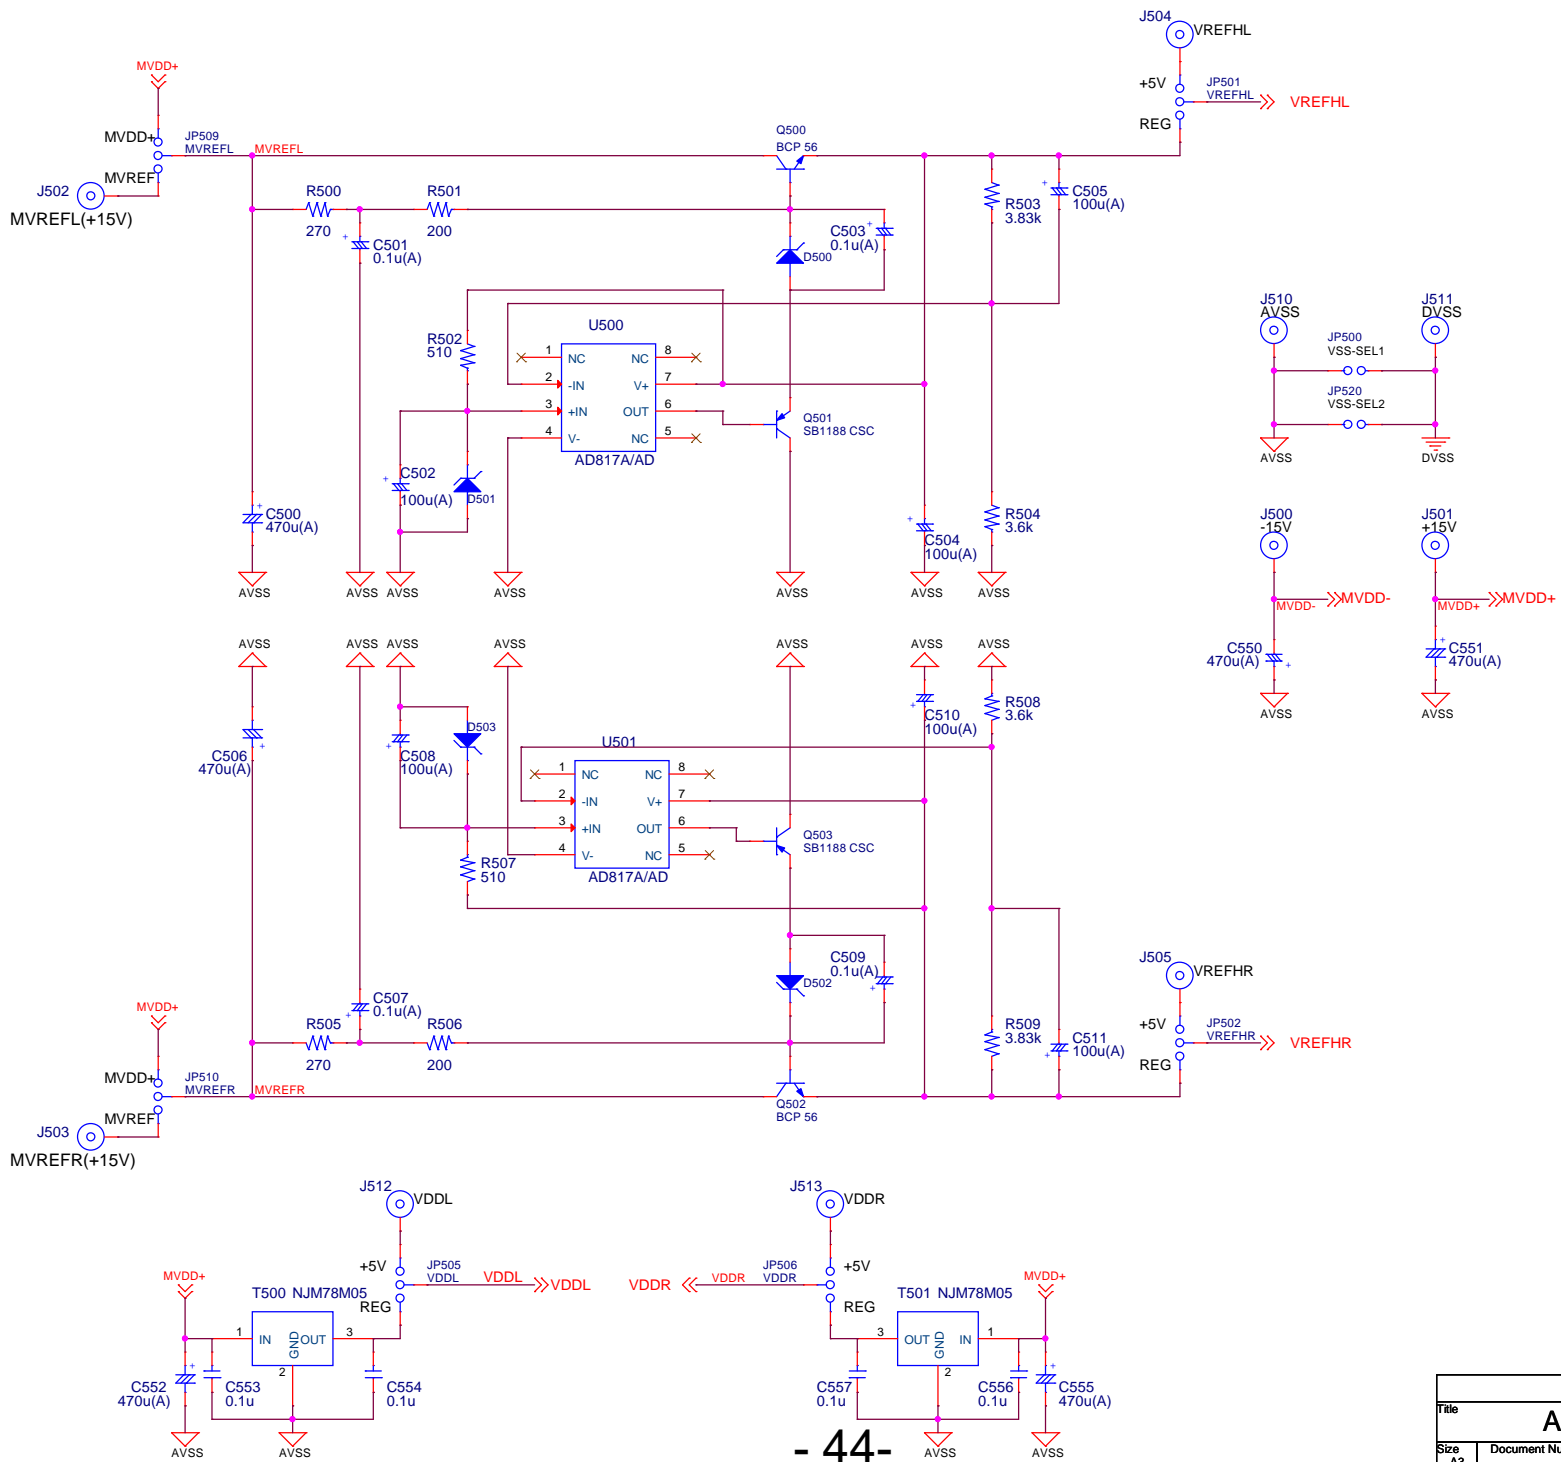 J504
VREFHL
MVDD+
+5V
JP501
VREFHL
VREFHL
REG
MVDD+
JP509
MVREFL
MVREFL
Q500
BCP 56
MVREF
J502
MVREFL(+15V)
R500
270
R501
200
C501
0.1u(A)
C503
0.1u(A)
D500
R503
3.83k
C505
100u(A)
R502
510
U500
1
NC
NC
8
2
-IN
V+
7
3
+IN
OUT
6
4
V-
NC
5
AD817A/AD
Q501
SB1188 CSC
C502
100u(A)
D501
C500
470u(A)
C504
100u(A)
R504
3.6k
AVSS
AVSS
AVSS
AVSS
AVSS
AVSS
AVSS
J510
AVSS
J511
DVSS
JP500
VSS-SEL1
JP520
VSS-SEL2
AVSS
DVSS
J500
-15V
J501
+15V
MVDD-
MVDD-
MVDD+
MVDD+
C550
470u(A)
C551
470u(A)
AVSS
AVSS
AVSS
AVSS
AVSS
AVSS
AVSS
AVSS
AVSS
C506
470u(A)
C508
100u(A)
D503
U501
1
NC
NC
8
2
-IN
V+
7
3
+IN
OUT
6
4
V-
NC
5
AD817A/AD
C510
100u(A)
R508
3.6k
Q503
SB1188 CSC
R507
510
C509
0.1u(A)
D502
C507
0.1u(A)
R505
270
R506
200
R509
3.83k
C511
100u(A)
J505
VREFHR
+5V
JP502
VREFHR
VREFHR
REG
MVDD+
MVDD+
JP510
MVREFR
MVREFR
Q502
BCP 56
MVREF
J503
MVREFR(+15V)
J512
VDDL
+5V
JP505
VDDL
VDDL
VDDL
REG
MVDD+
T500 NJM78M05
1
IN
GND
OUT
3
2
C552
470u(A)
C553
0.1u
C554
0.1u
AVSS
AVSS
J513
VDDR
VDDR
VDDR
JP506
VDDR
+5V
REG
T501 NJM78M05
MVDD+
3
OUT
GND
IN
1
2
C557
0.1u
C556
0.1u
C555
470u(A)
AVSS
AVSS
- 44-
Title
A
Size
Document Nu